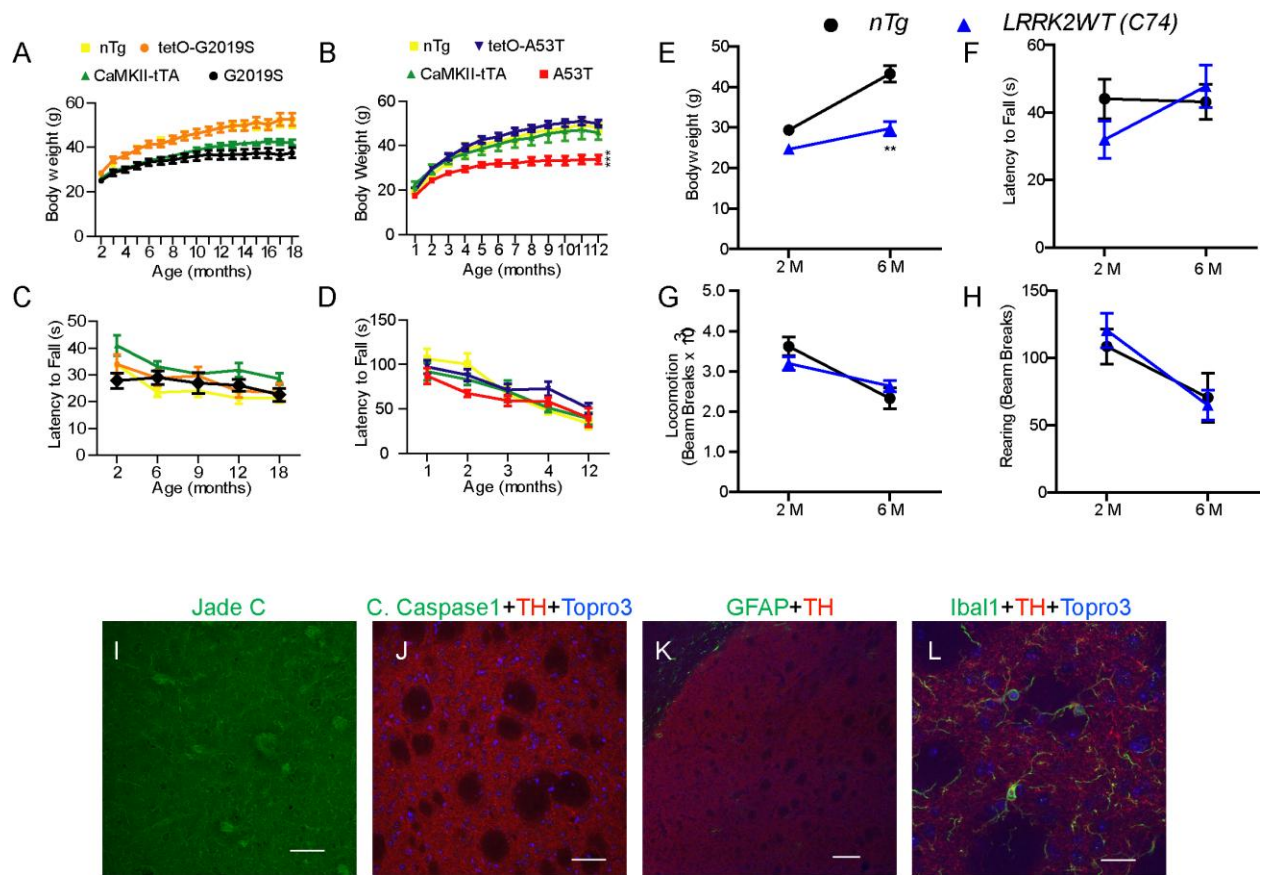 nTg LRRK2WT (C74)
A
nTg tetO-G2019S
CaMKII-tTA G2019S
Body weight (g)
60
40
20
0
2 4 6 8 10 12 14 16 18
Age (months)
B
nTg tetO-A53T
CaMKII-tTA A53T
Body Weight (g)
60
40
20
0
1 2 3 4 5 6 7 8 9 10 11 12
Age (months)
***
E
Body weight (g)
50
40
30
20
10
0
2 M 6 M
**
F
Latency to Fall (s)
60
40
20
0
2 M 6 M
C
Latency to Fall (s)
50
40
30
20
10
0
2 6 9 12 18
Age (months)
D
Latency to Fall (s)
150
100
50
0
1 2 3 4 12
Age (months)
G
Locomotion
(Beam Breaks x 10
3
)
5.0
4.0
3.0
2.0
1.0
0
2 M 6 M
H
Rearing (Beam Breaks)
150
100
50
0
2 M 6 M
Jade C
I
C. Caspase1+TH+Topro3
J
GFAP+TH
K
Ibal1+TH+Topro3
L